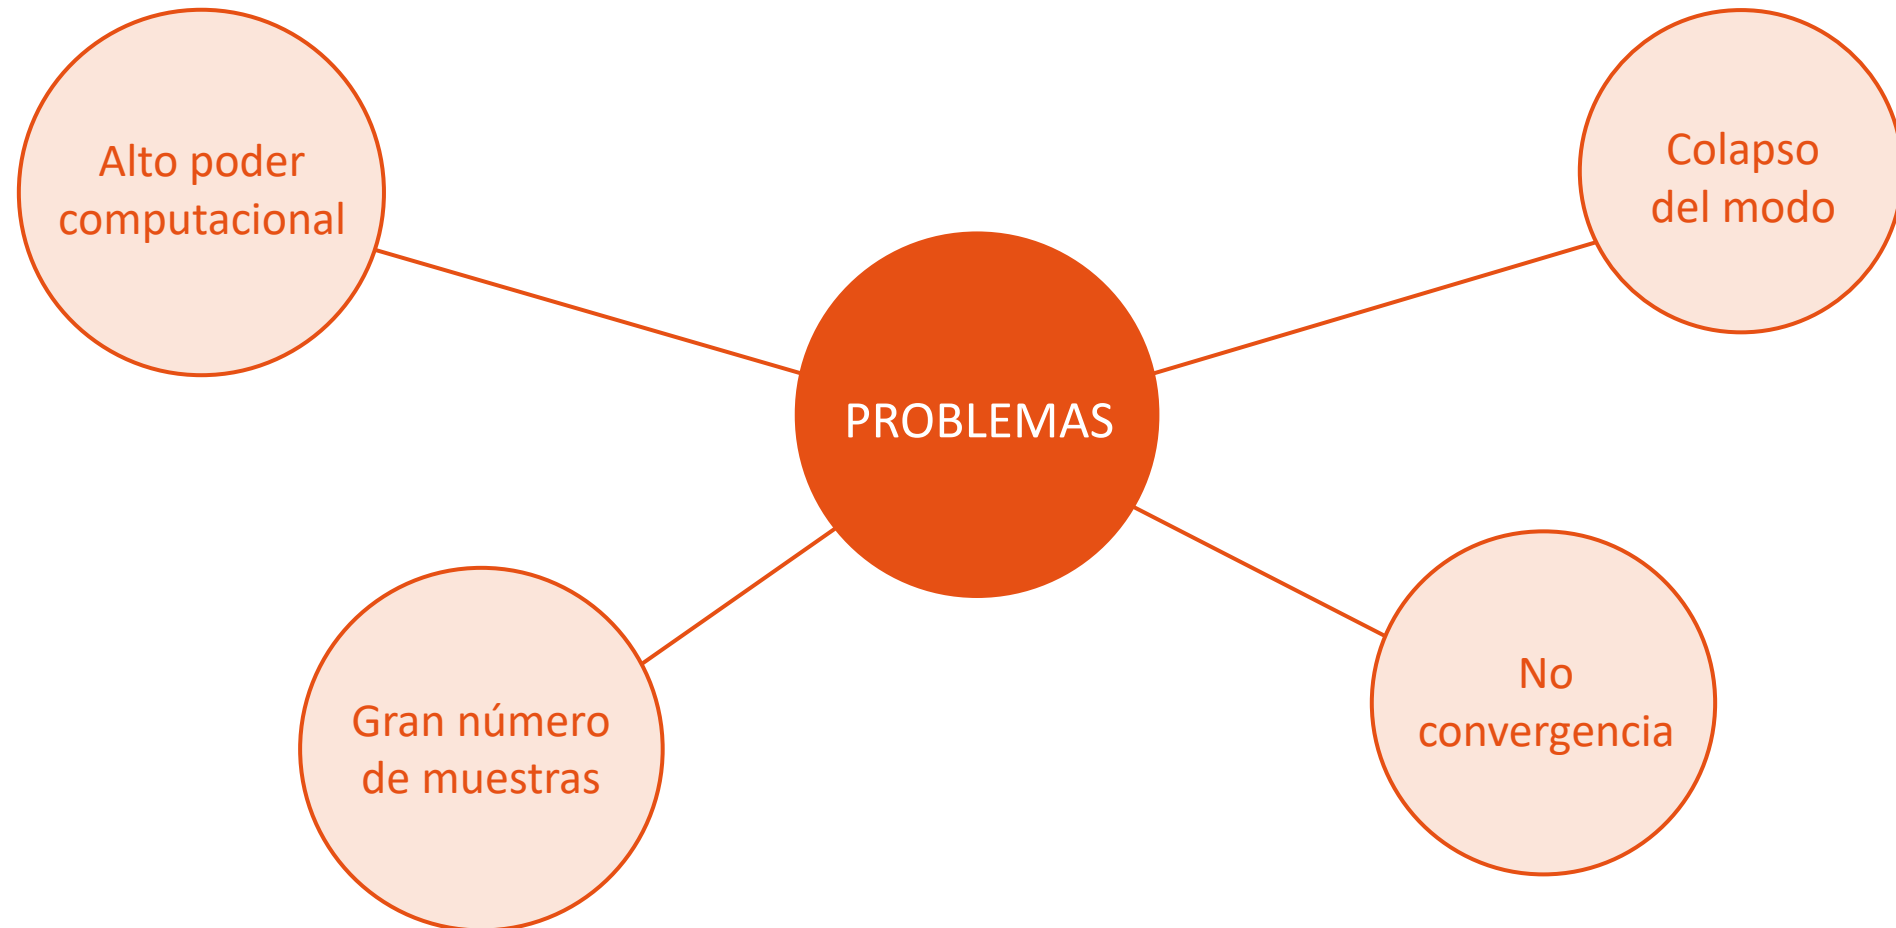 Alto poder
computacional
Colapso
del modo
PROBLEMAS
Gran número
de muestras
No
convergencia